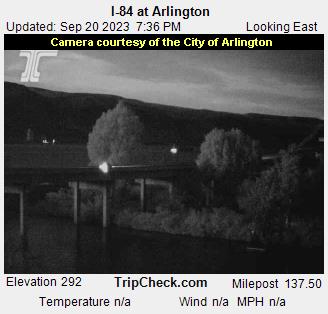 I-84 at Arlington
Updated: Sep 20 2023 7:36 PM Looking East
Camera courtesy of the City of Arlington
Elevation 292 TripCheck.com Milepost 137.50
Temperature n/a Wind n/a MPH n/a